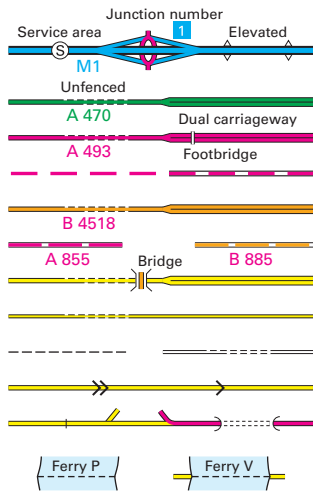 Junction number
Service area
1
Elevated
S
M1
Unfenced
A 470
Dual carriageway
A 493
Footbridge
B 4518
A 855
Bridge
B 885
Ferry P
Ferry V